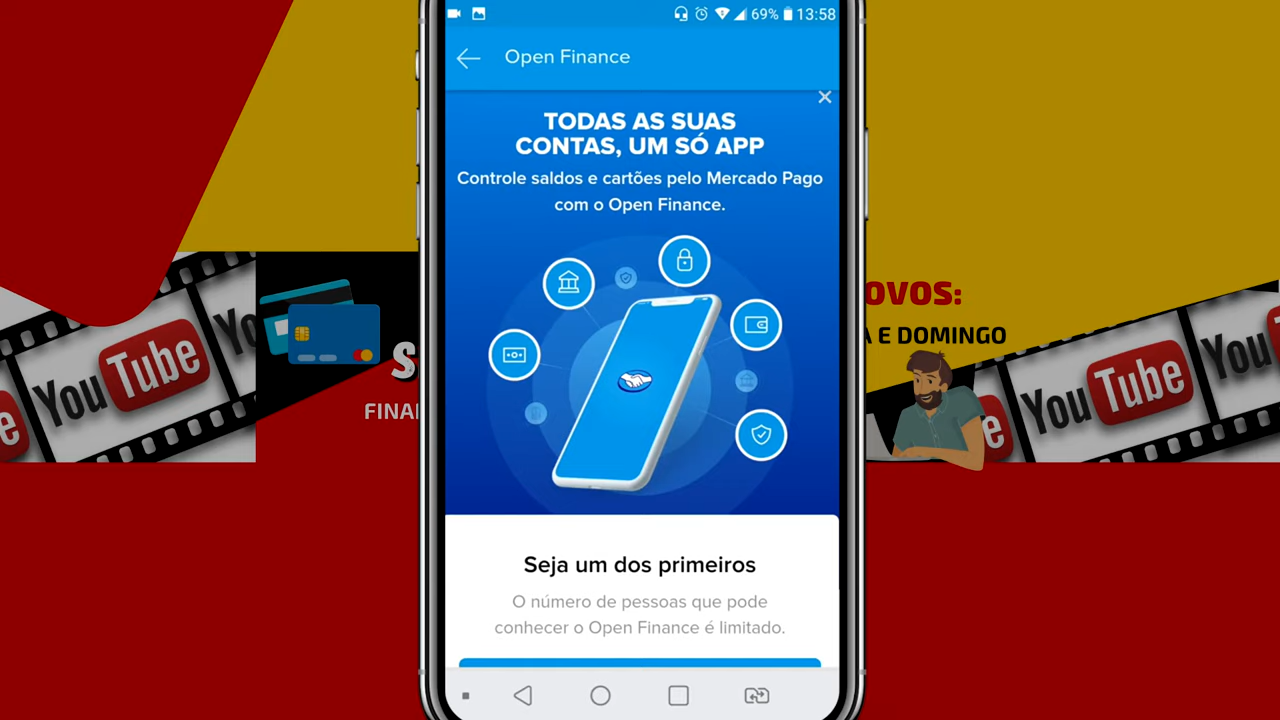 69% 13:58
Open Finance
TODAS AS SUAS
CONTAS, UM SÓ APP
Controle saldos e cartões pelo Mercado Pago
com o Open Finance.
OVOS:
E DOMINGO
YouTube
You
YouTube
You
e
e
S
FINA
Seja um dos primeiros
O número de pessoas que pode
conhecer o Open Finance é limitado.